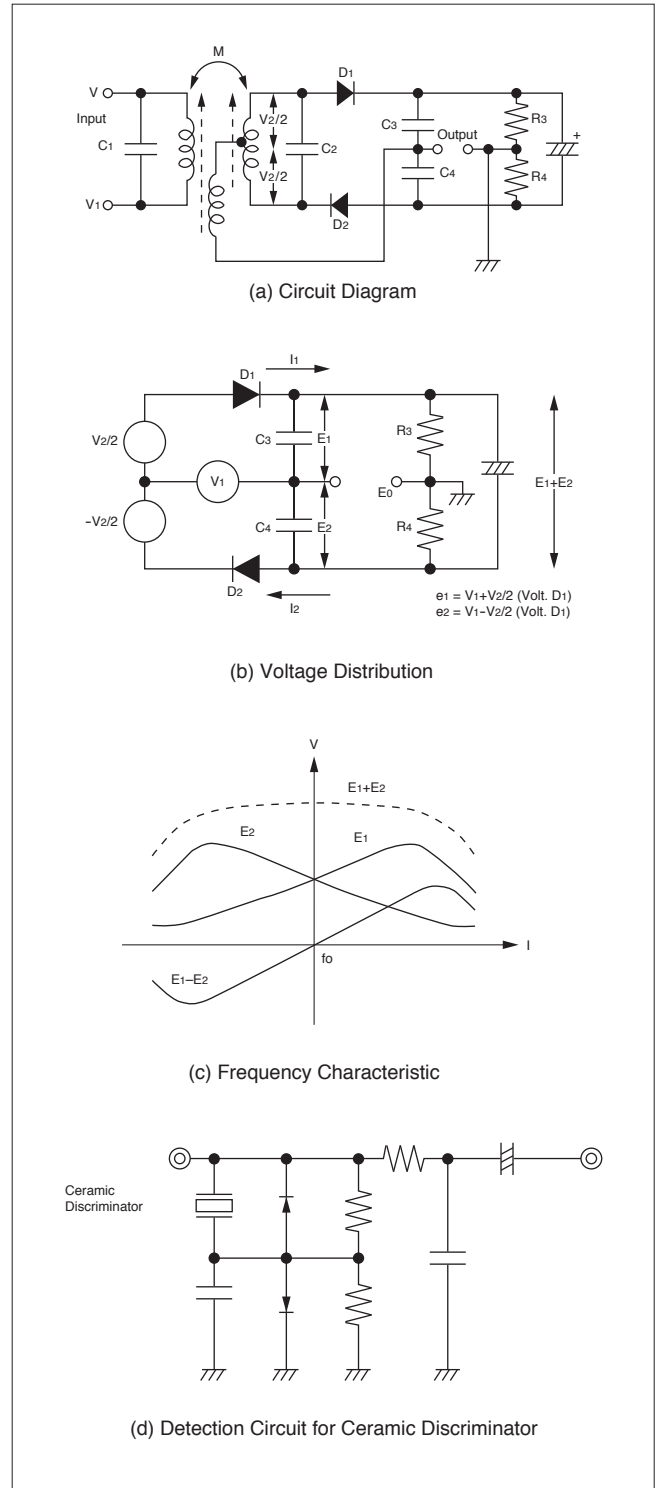 M
D1
V
V2/2
R3
C3
Input
Output
+
C1
C2
V2/2
C4
R4
V1
D2
(a) Circuit Diagram
I1
D1
R3
V2/2
C3
E1
V1
E0
E1+E2
–V2/2
C4
E2
R4
D2
e1 = V1+V2/2 (Volt. D1)
I2
e2 = V1–V2/2 (Volt. D1)
(b) Voltage Distribution
V
E1+E2
E2
E1
I
fo
E1–E2
(c) Frequency Characteristic
Ceramic
Discriminator
(d) Detection Circuit for Ceramic Discriminator